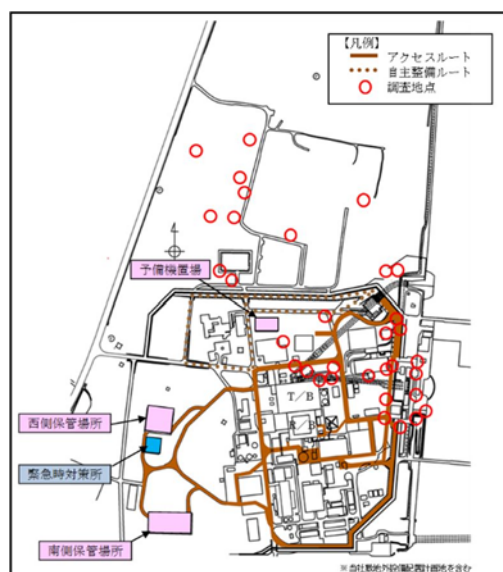 【凡例】
アクセスルート
自主整備ルート
調査地点
予備機置場
T/B
西側保管場所
R/B
緊急時対策所
南側保管場所
※当社敷地外設備配置計画地を含む